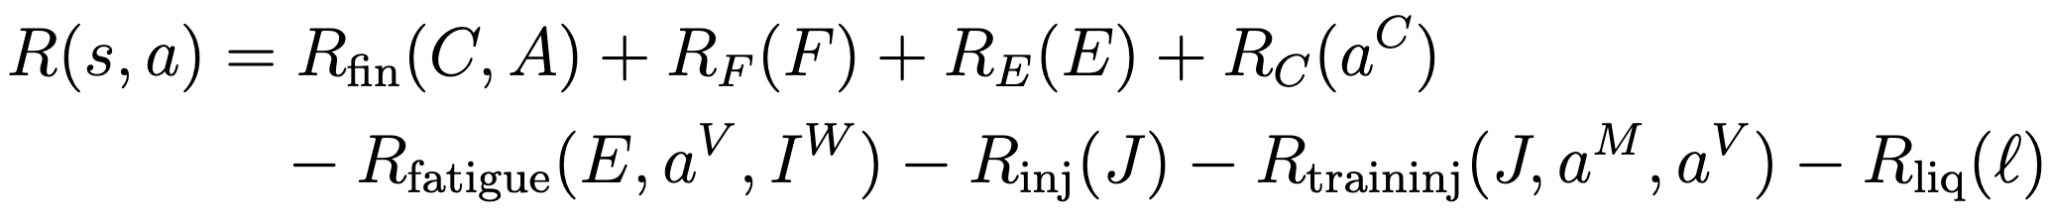 R(s, a) = R_fin(C, A) + R_F(F) + R_E(E) + R_C(a^C)
− R_fatigue(E, a^V, I^W) − R_inj(J) − R_traininj(J, a^M, a^V) − R_liq(ℓ)